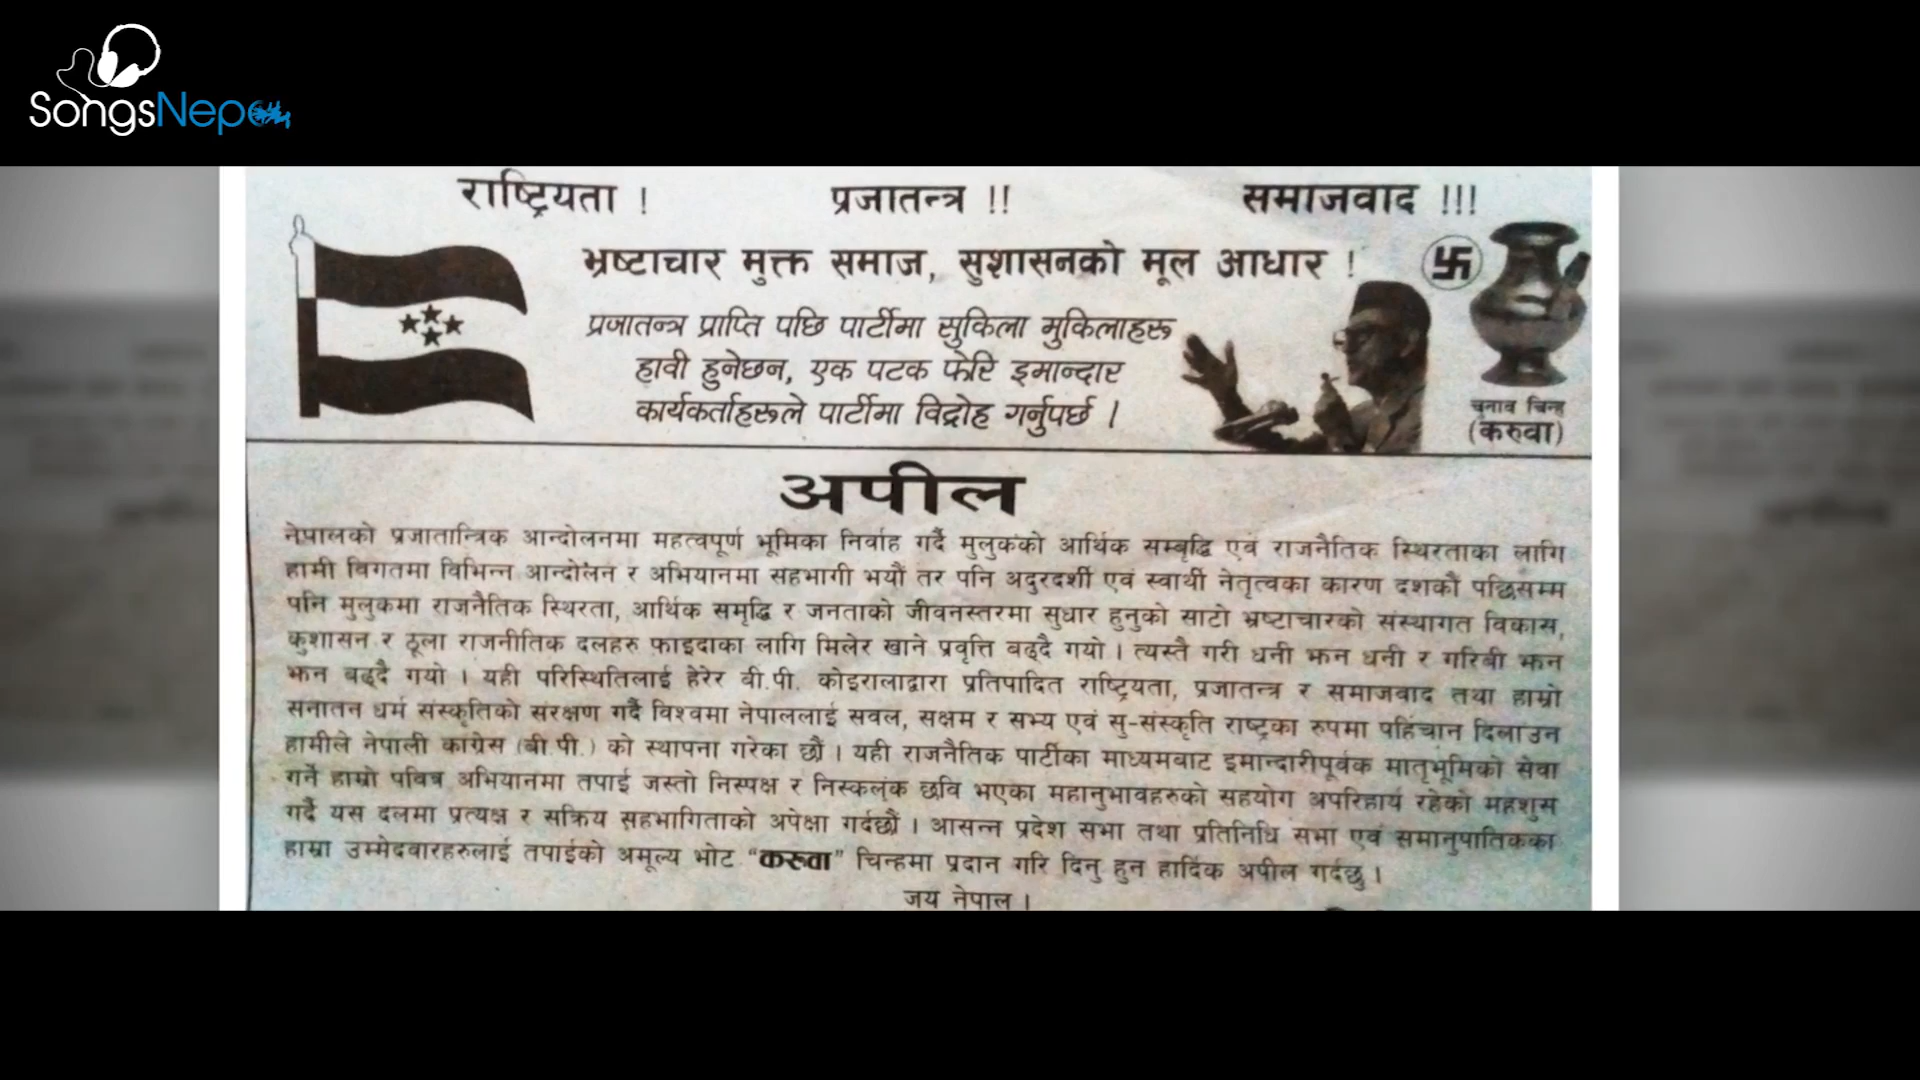 SongsNepal
राष्ट्रियता ! प्रजातन्त्र !! समाजवाद !!!
भ्रष्टाचार मुक्त समाज, सुशासनको मूल आधार !
प्रजातन्त्र प्राप्ति पछि पार्टीमा सुकिला मुकिलाहरू
हावी हुनेछन, एक पटक फेरि इमान्दार
कार्यकर्ताहरूले पार्टीमा विद्रोह गर्नुपर्छ ।
चुनाव चिन्ह
(करुवा)
अपील
नेपालको प्रजातान्त्रिक आन्दोलनमा महत्वपूर्ण भूमिका निर्वाह गर्दै मुलुकको आर्थिक सम्बृद्धि एवं राजनैतिक स्थिरताका लागि
हामी विगतमा विभिन्न आन्दोलन र अभियानमा सहभागी भयौं तर पनि अदुरदर्शी एवं स्वार्थी नेतृत्वका कारण दशकौं पछिसम्म
पनि मुलुकमा राजनैतिक स्थिरता, आर्थिक समृद्धि र जनताको जीवनस्तरमा सुधार हुनुको साटो भ्रष्टाचारको संस्थागत विकास,
कुशासन र ठूला राजनीतिक दलहरु फाइदाका लागि मिलेर खाने प्रवृत्ति बढ्दै गयो । त्यस्तै गरी धनी झन धनी र गरिबी झन
झन बढ्दै गयो । यही परिस्थितिलाई हेरेर बी.पी. कोइरालाद्वारा प्रतिपादित राष्ट्रियता, प्रजातन्त्र र समाजवाद तथा हाम्रो
सनातन धर्म संस्कृतिको संरक्षण गर्दै विश्वमा नेपाललाई सवल, सक्षम र सभ्य एवं सु-संस्कृति राष्ट्रका रुपमा पहिचान दिलाउन
हामीले नेपाली कांग्रेस (बी.पी.) को स्थापना गरेका छौं । यही राजनैतिक पार्टीका माध्यमबाट इमान्दारीपूर्वक मातृभूमिको सेवा
गर्ने हाम्रो पवित्र अभियानमा तपाई जस्तो निस्पक्ष र निस्कलंक छवि भएका महानुभावहरुको सहयोग अपरिहार्य रहेको महशुस
गर्दै यस दलमा प्रत्यक्ष र सक्रिय सहभागिताको अपेक्षा गर्दछौं । आसन्न प्रदेश सभा तथा प्रतिनिधि सभा एवं समानुपातिकका
हाम्रा उम्मेदवारहरुलाई तपाईको अमूल्य भोट “करुवा” चिन्हमा प्रदान गरि दिनु हुन हार्दिक अपील गर्दछु ।
जय नेपाल ।